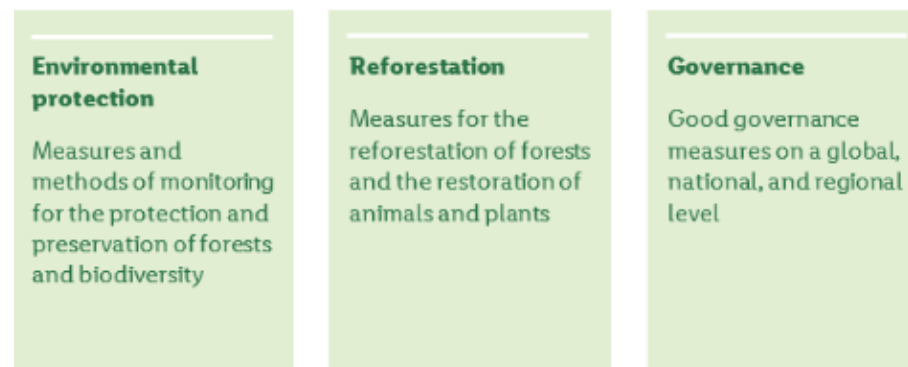 Environmental
protection
Measures and
methods of monitoring
for the protection and
preservation of forests
and biodiversity
Reforestation
Measures for the
reforestation of forests
and the restoration of
animals and plants
Governance
Good governance
measures on a global,
national, and regional
level